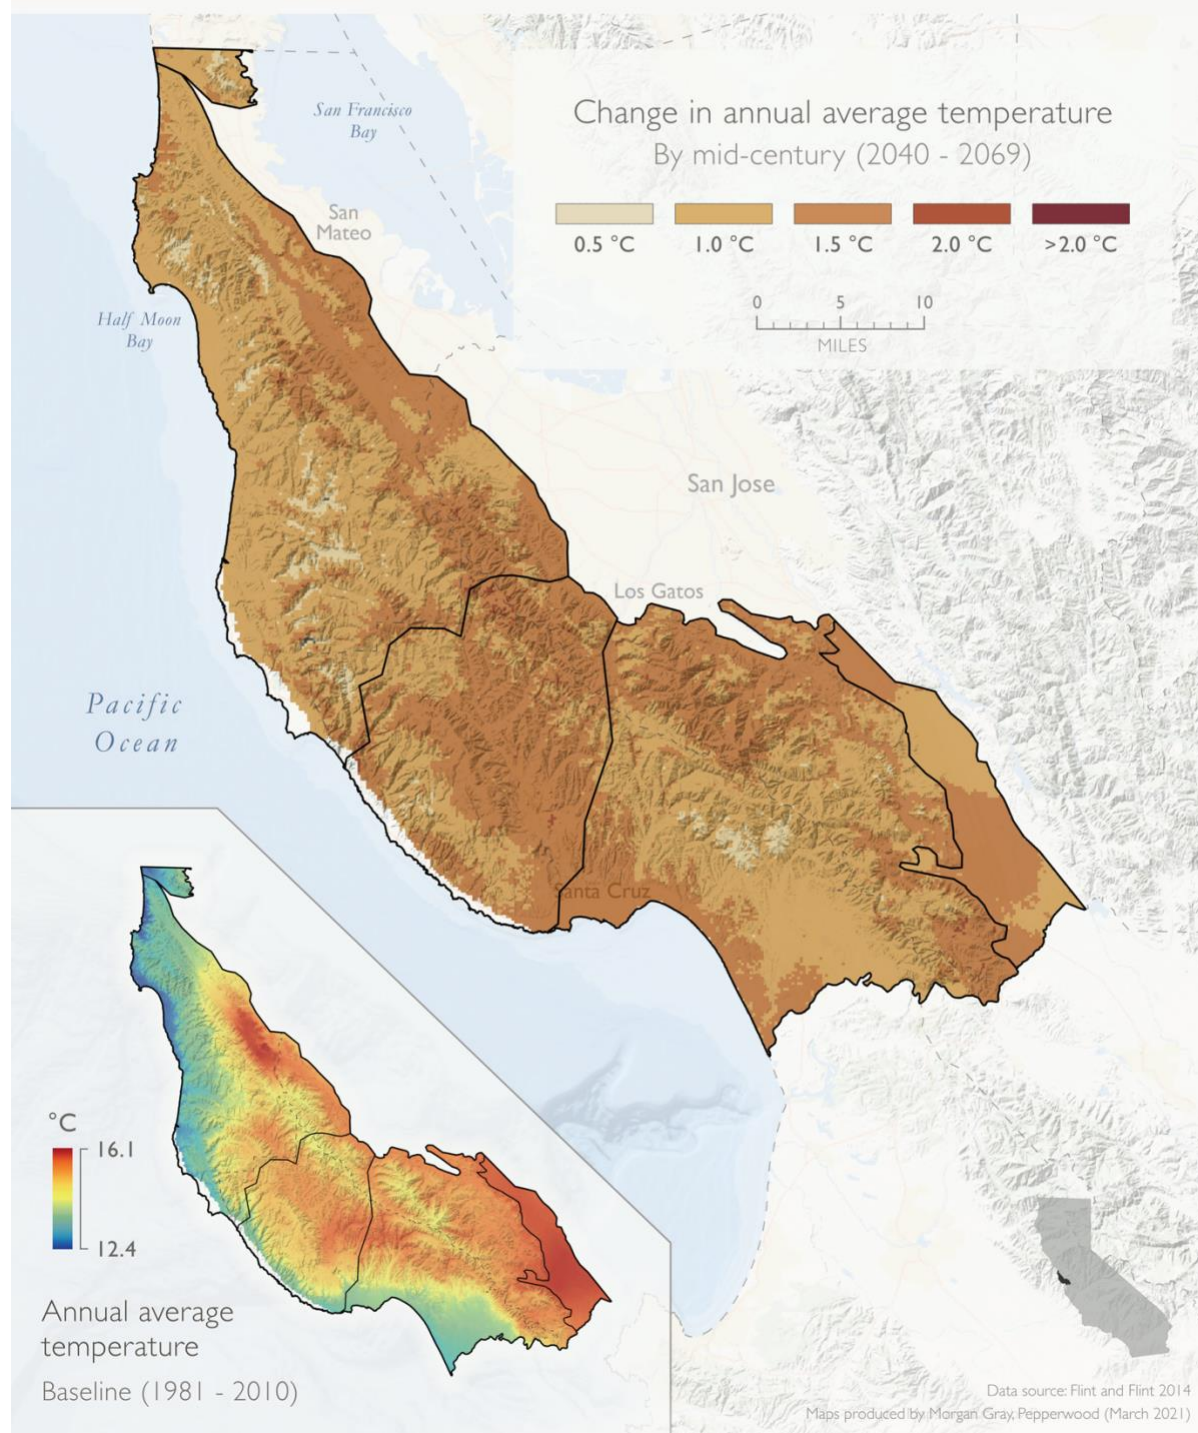 San Francisco
Bay
Change in annual average temperature
By mid-century (2040 - 2069)
0.5 °C
1.0 °C
1.5 °C
2.0 °C
>2.0 °C
San
Mateo
0
5
10
MILES
Half Moon
Bay
San Jose
Los Gatos
Pacific
Ocean
Santa Cruz
°C
16.1
12.4
Annual average
temperature
Baseline (1981 - 2010)
Data source: Flint and Flint 2014
Maps produced by Morgan Gray, Pepperwood (March 2021)